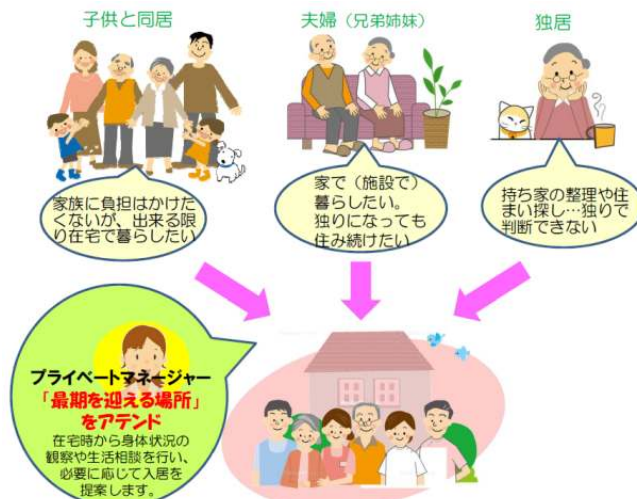 子供と同居
夫婦（兄弟姉妹）
独居
家族に負担はかけた
くないが、出来る限
り在宅で暮らしたい
家で（施設で）
暮らしたい。
独りになっても
住み続けたい
持ち家の整理や住
まい探し…独りで
判断できない
プライベートマネージャー
「最期を迎える場所」
をアテンド
在宅時から身体状況の
観察や生活相談を行い、
必要に応じて入居を
提案します。